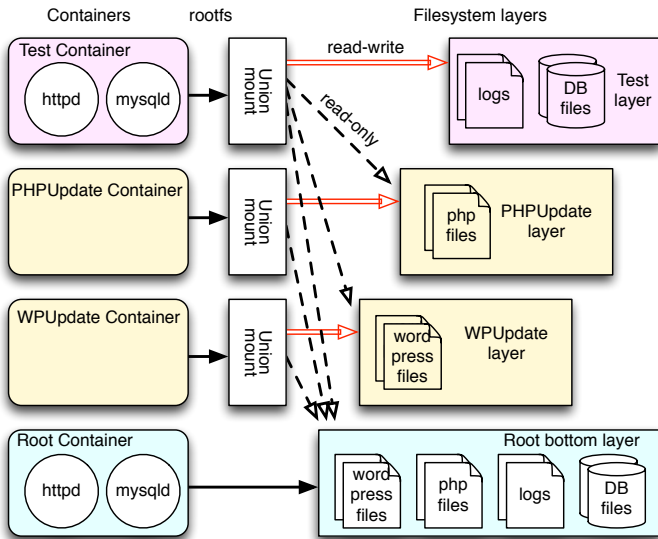 Containers
rootfs
Filesystem layers
Test Container
httpd
mysqld
Union
mount
read-write
read-only
logs
DB
files
Test
layer
PHPUpdate Container
Union
mount
php
files
PHPUpdate
layer
WPUpdate Container
Union
mount
word
press
files
WPUpdate
layer
Root Container
httpd
mysqld
Root bottom layer
word
press
files
php
files
logs
DB
files